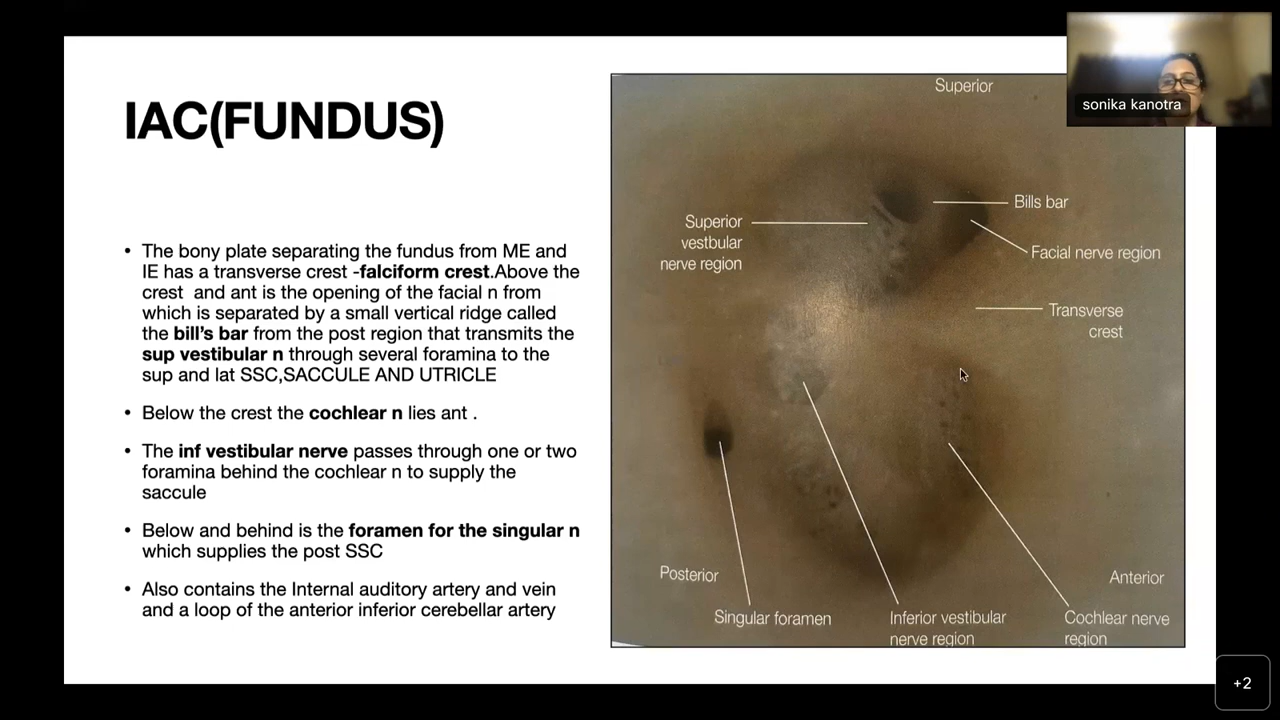 IAC(FUNDUS)
• The bony plate separating the fundus from ME and
IE has a transverse crest -falciform crest.Above the
crest and ant is the opening of the facial n from
which is separated by a small vertical ridge called
the bill’s bar from the post region that transmits the
sup vestibular n through several foramina to the
sup and lat SSC,SACCULE AND UTRICLE
• Below the crest the cochlear n lies ant .
• The inf vestibular nerve passes through one or two
foramina behind the cochlear n to supply the
saccule
• Below and behind is the foramen for the singular n
which supplies the post SSC
• Also contains the Internal auditory artery and vein
and a loop of the anterior inferior cerebellar artery
Superior
Bills bar
Superior
vestbular
nerve region
Facial nerve region
Transverse
crest
Posterior
Anterior
Singular foramen
Inferior vestibular
nerve region
Cochlear nerve
region
sonika kanotra
+2